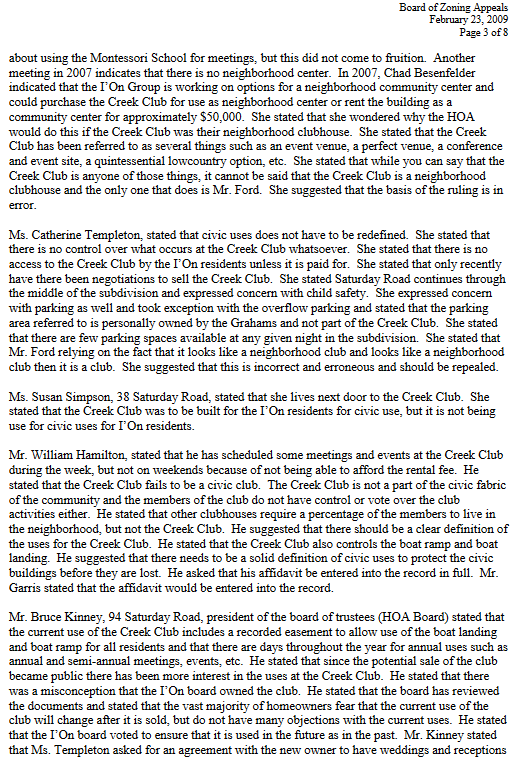 Board of Zoning Appeals
February 23, 2009
Page 3 of 8
about using the Montessori School for meetings, but this did not come to fruition.  Another
meeting in 2007 indicates that there is no neighborhood center.  In 2007, Chad Besenfelder
indicated that the I'On Group is working on options for a neighborhood community center and
could purchase the Creek Club for use as neighborhood center or rent the building as a
community center for approximately $50,000.  She stated that she wondered why the HOA
would do this if the Creek Club was their neighborhood clubhouse.  She stated that the Creek
Club has been referred to as several things such as an event venue, a perfect venue, a conference
and event site, a quintessential lowcountry option, etc.  She stated that while you can say that the
Creek Club is anyone of those things, it cannot be said that the Creek Club is a neighborhood
clubhouse and the only one that does is Mr. Ford.  She suggested that the basis of the ruling is in
error.
Ms. Catherine Templeton, stated that civic uses does not have to be redefined.  She stated that
there is no control over what occurs at the Creek Club whatsoever.  She stated that there is no
access to the Creek Club by the I'On residents unless it is paid for.  She stated that only recently
have there been negotiations to sell the Creek Club.  She stated Saturday Road continues through
the middle of the subdivision and expressed concern with child safety.  She expressed concern
with parking as well and took exception with the overflow parking and stated that the parking
area referred to is personally owned by the Grahams and not part of the Creek Club.  She stated
that there are few parking spaces available at any given night in the subdivision.  She stated that
Mr. Ford relying on the fact that it looks like a neighborhood club and looks like a neighborhood
club then it is a club.  She suggested that this is incorrect and erroneous and should be repealed.
Ms. Susan Simpson, 38 Saturday Road, stated that she lives next door to the Creek Club.  She
stated that the Creek Club was to be built for the I'On residents for civic use, but it is not being
use for civic uses for I'On residents.
Mr. William Hamilton, stated that he has scheduled some meetings and events at the Creek Club
during the week, but not on weekends because of not being able to afford the rental fee.  He
stated that the Creek Club fails to be a civic club.  The Creek Club is not a part of the civic fabric
of the community and the members of the club do not have control or vote over the club
activities either.  He stated that other clubhouses require a percentage of the members to live in
the neighborhood, but not the Creek Club.  He suggested that there should be a clear definition of
the uses for the Creek Club.  He stated that the Creek Club also controls the boat ramp and boat
landing.  He suggested that there needs to be a solid definition of civic uses to protect the civic
buildings before they are lost.  He asked that his affidavit be entered into the record in full.  Mr.
Garris stated that the affidavit would be entered into the record.
Mr. Bruce Kinney, 94 Saturday Road, president of the board of trustees (HOA Board) stated that
the current use of the Creek Club includes a recorded easement to allow use of the boat landing
and boat ramp for all residents and that there are days throughout the year for annual uses such as
annual and semi-annual meetings, events, etc.  He stated that since the potential sale of the club
became public there has been more interest in the uses at the Creek Club.  He stated that there
was a misconception that the I'On board owned the club.  He stated that the board has reviewed
the documents and stated that the vast majority of homeowners fear that the current use of the
club will change after it is sold, but do not have many objections with the current uses.  He stated
that the I'On board voted to ensure that it is used in the future as in the past.  Mr. Kinney stated
that Ms. Templeton asked for an agreement with the new owner to have weddings and receptions